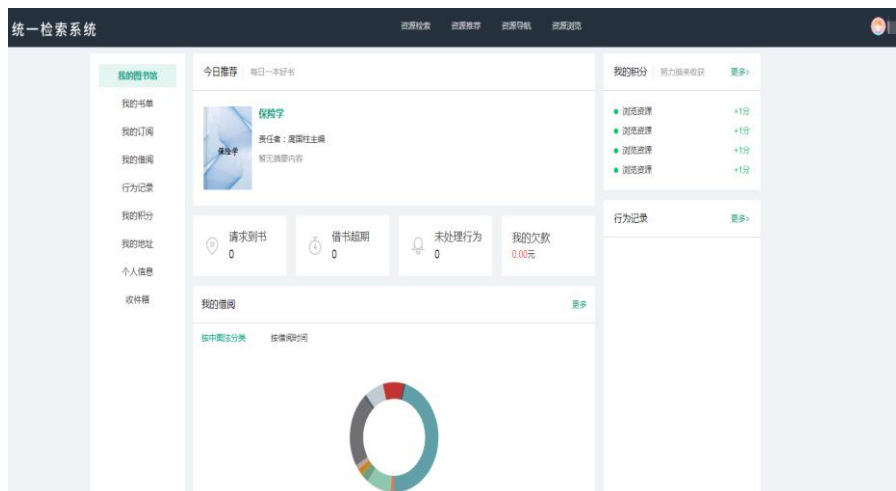 统一检索系统
资源检索 资源推荐 资源导航 资源浏览
我的图书馆
我的书单
我的订阅
我的借阅
行为记录
我的积分
我的地址
个人信息
收件箱
今日推荐 每日一本好书
保险学
保险学
责任者：庹国柱主编
暂无摘要内容
请求到书
0
借书超期
0
未处理行为
0
我的欠款
0.00元
我的借阅 更多
按中图法分类 按借阅时间
我的积分 努力换来收获 更多>
浏览资源 +1分
浏览资源 +1分
浏览资源 +1分
浏览资源 +1分
行为记录 更多>